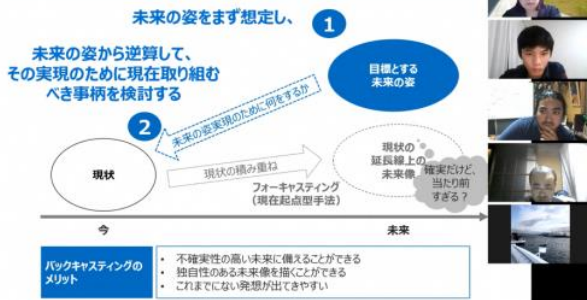 未来の姿をまず想定し、
1
未来の姿から逆算して、
その実現のために現在取り組む
べき事柄を検討する
目標とする
未来の姿
2
未来の姿実現のために何をするか
現状
現状の積み重ね
現状の
延長線上の
未来像
フォーキャスティング
(現在起点型手法)
確実だけど、
当たり前
すぎる？
今
未来
バックキャスティングの
メリット
• 不確実性の高い未来に備えることができる
• 独自性のある未来像を描くことができる
• これまでにない発想が出てきやすい